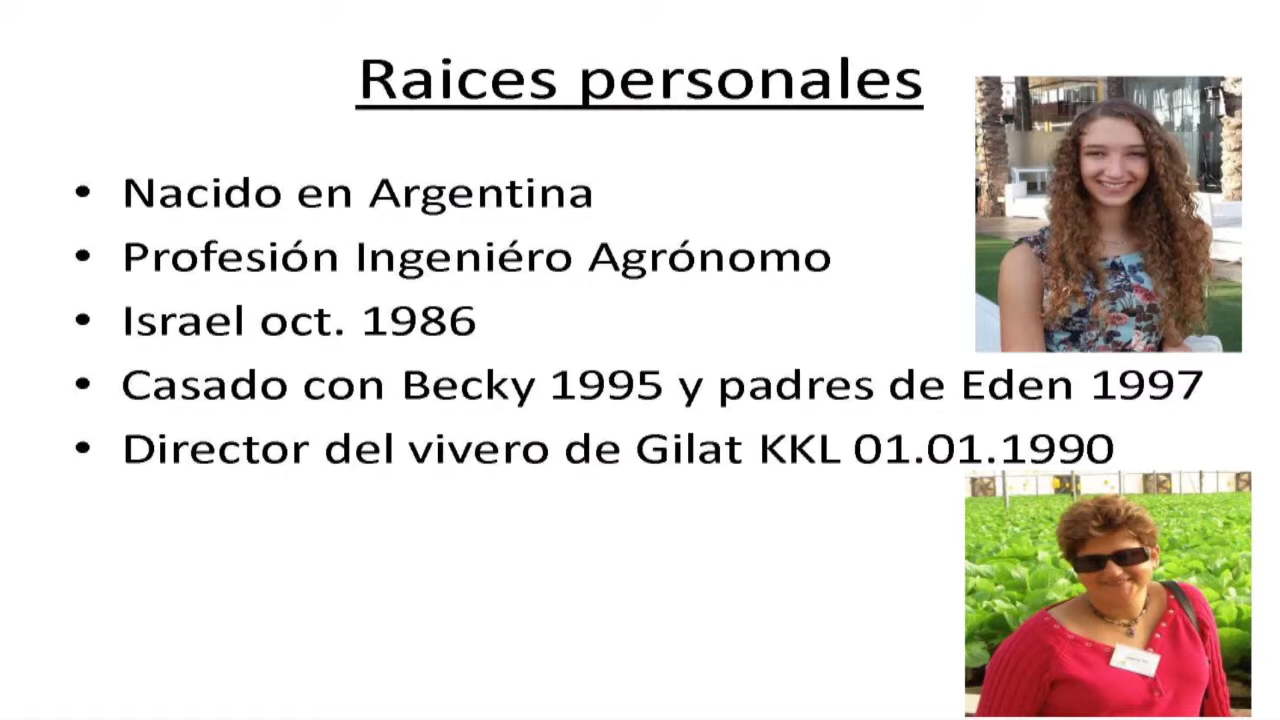 Raices personales
• Nacido en Argentina
• Profesión Ingeniéro Agrónomo
• Israel oct. 1986
• Casado con Becky 1995 y padres de Eden 1997
• Director del vivero de Gilat KKL 01.01.1990